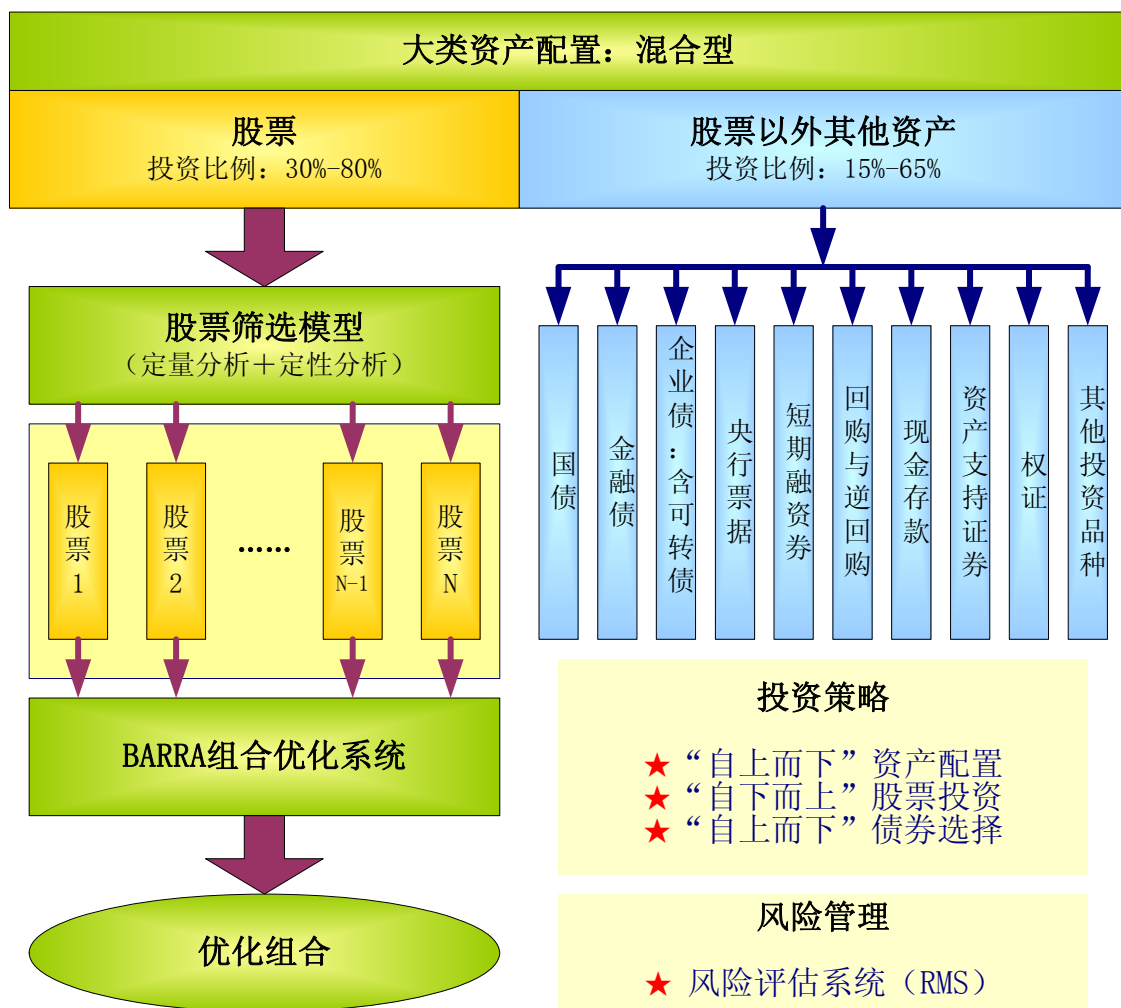 大类资产配置：混合型
股票
投资比例：30%-80%
股票以外其他资产
投资比例：15%-65%
股票筛选模型
（定量分析＋定性分析）
股票1
股票2
……
股票N-1
股票N
BARRA组合优化系统
优化组合
国债
金融债
企业债：含可转债
央行票据
短期融资券
回购与逆回购
现金存款
资产支持证券
权证
其他投资品种
投资策略
★“自上而下”资产配置
★“自下而上”股票投资
★“自上而下”债券选择
风险管理
★ 风险评估系统（RMS）